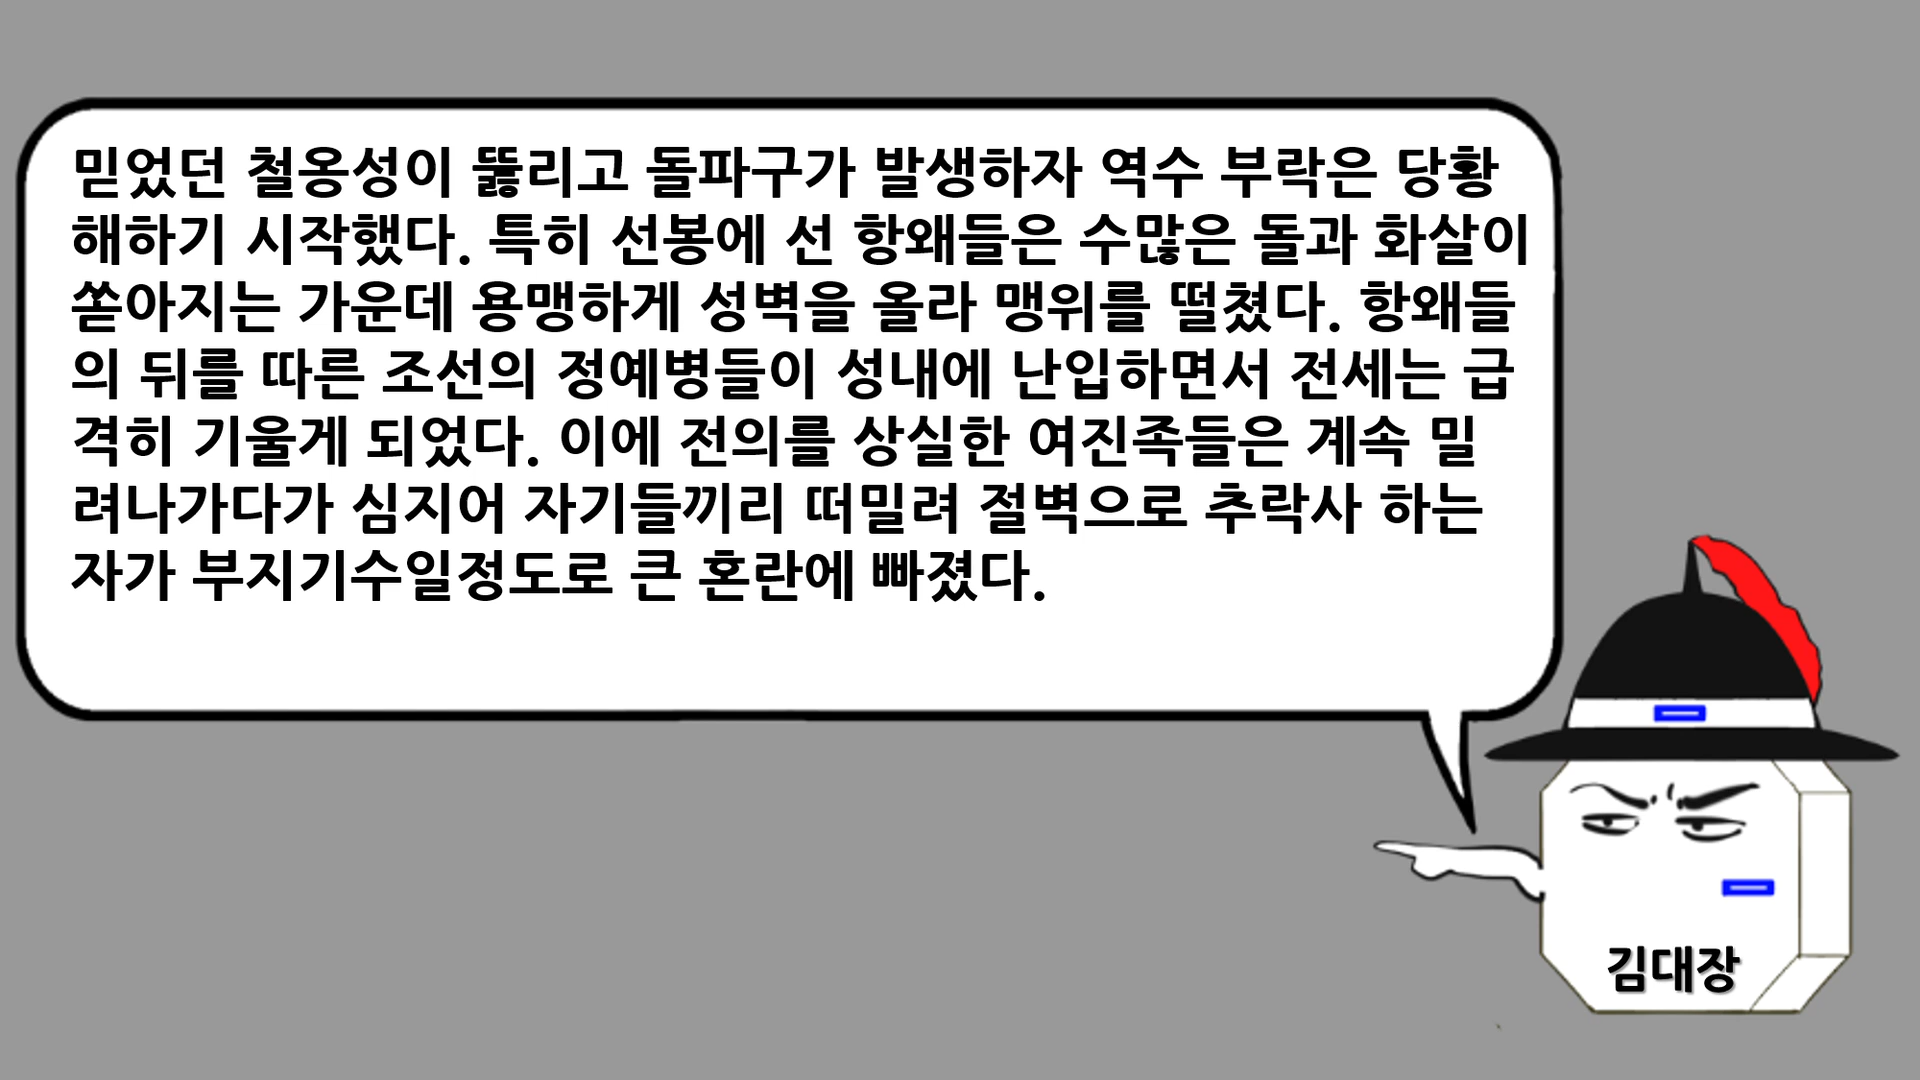 믿었던 철옹성이 뚫리고 돌파구가 발생하자 역수 부락은 당황
해하기 시작했다. 특히 선봉에 선 항왜들은 수많은 돌과 화살이
쏟아지는 가운데 용맹하게 성벽을 올라 맹위를 떨쳤다. 항왜들
의 뒤를 따른 조선의 정예병들이 성내에 난입하면서 전세는 급
격히 기울게 되었다. 이에 전의를 상실한 여진족들은 계속 밀
려나가다가 심지어 자기들끼리 떠밀려 절벽으로 추락사 하는
자가 부지기수일정도로 큰 혼란에 빠졌다.
김대장